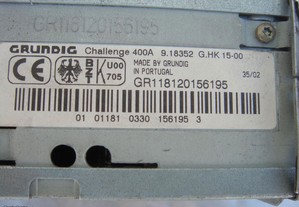 GR118120156195
GRUNDIG Challenge 400A 9.18352 G.HK 15-00
CE B Z T K U00 705 MADE BY GRUNDIG IN PORTUGAL 35/02
GR118120156195
01 01181 0330 156195 3